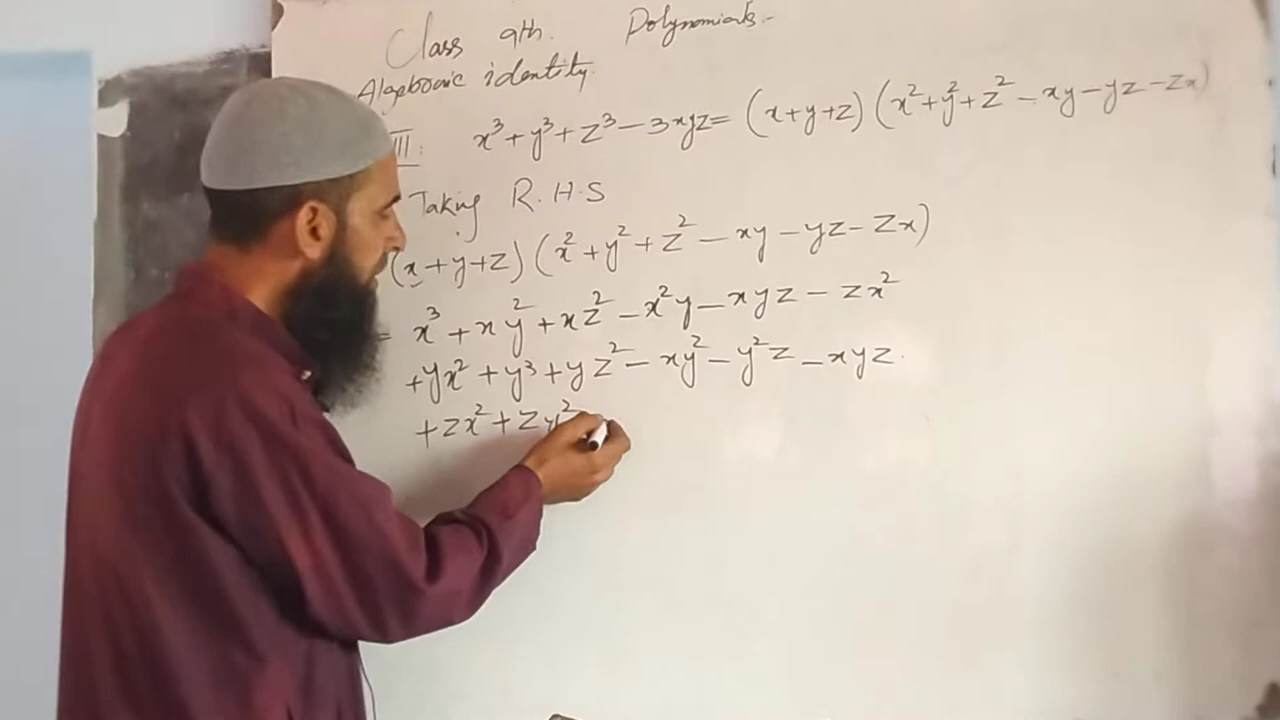 Class 9th. Polynomials:-
Algebraic identity.
III: x³+y³+z³-3xyz= (x+y+z) (x²+y²+z²-xy-yz-zx)
Taking R.H.S
(x+y+z) (x²+y²+z²-xy-yz-zx)
= x³+xy²+xz²-x²y-xyz-zx²
+yx²+y³+yz²-xy²-y²z-xyz.
+zx²+zy²